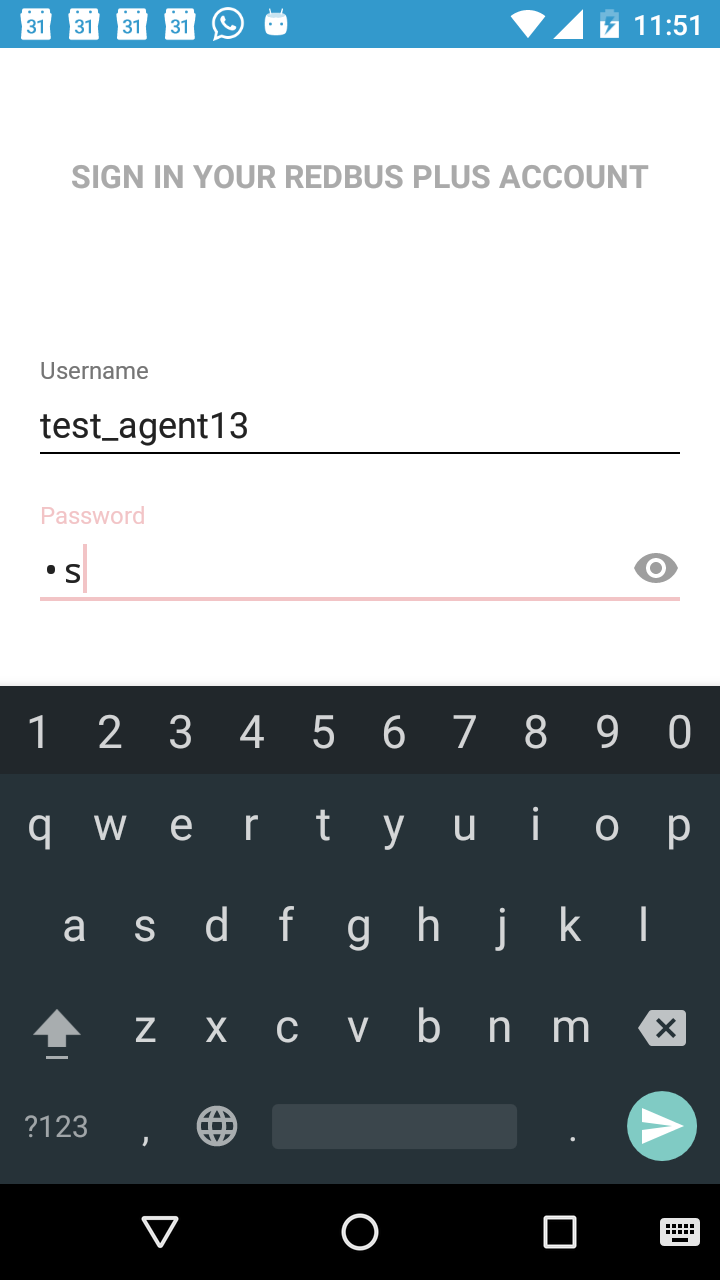 31 31 31 31 11:51
SIGN IN YOUR REDBUS PLUS ACCOUNT
Username
test_agent13
Password
•s
1 2 3 4 5 6 7 8 9 0
q w e r t y u i o p
a s d f g h j k l
z x c v b n m
?123 , .